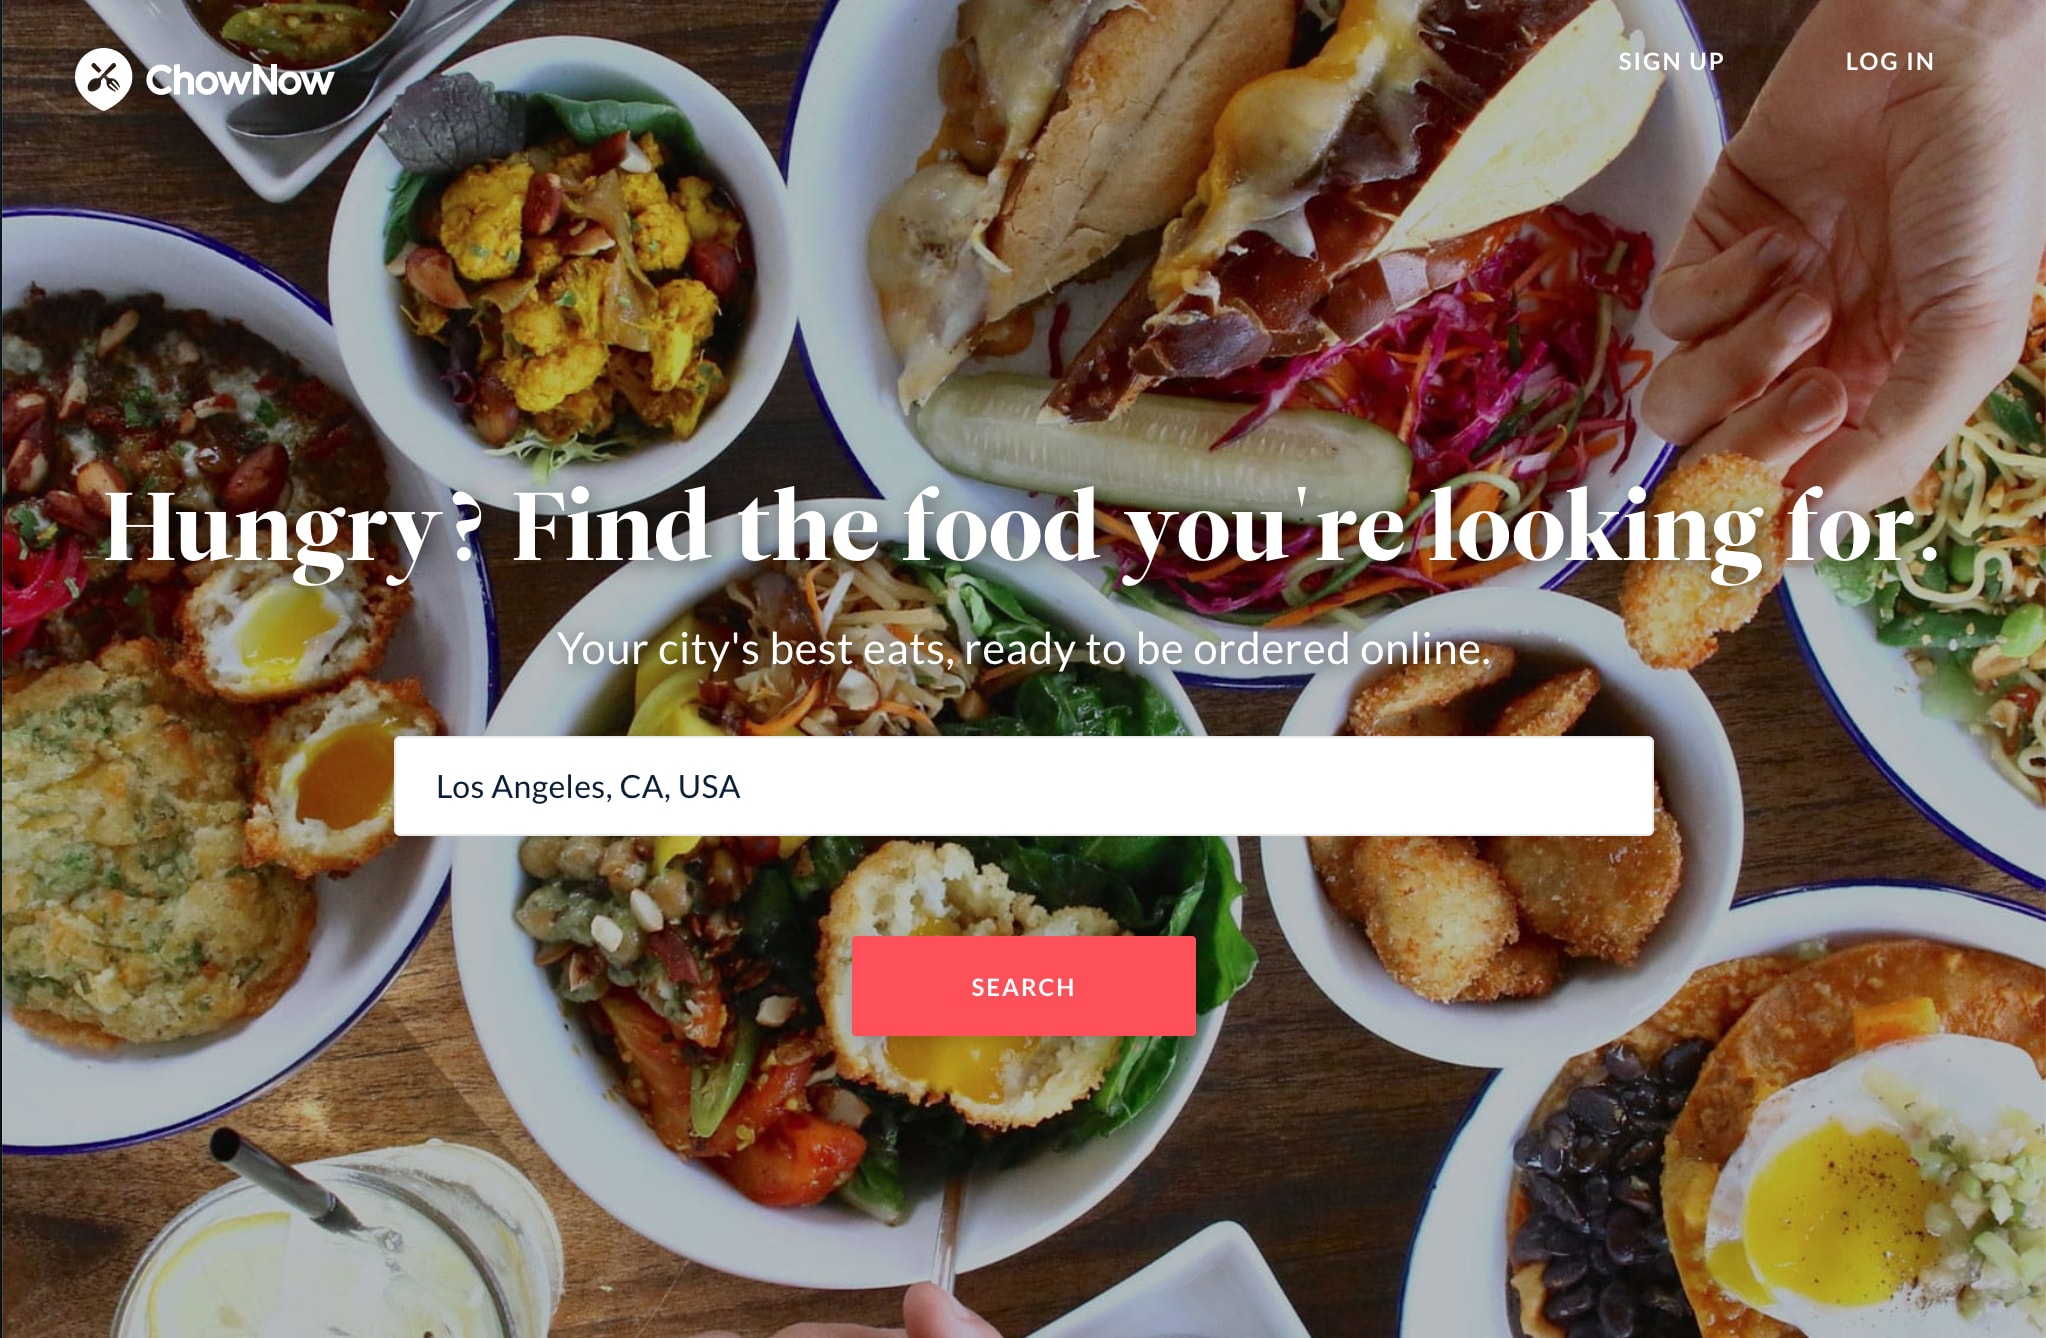 ChowNow
SIGN UP
LOG IN
Hungry? Find the food you're looking for.
Your city's best eats, ready to be ordered online.
Los Angeles, CA, USA
SEARCH